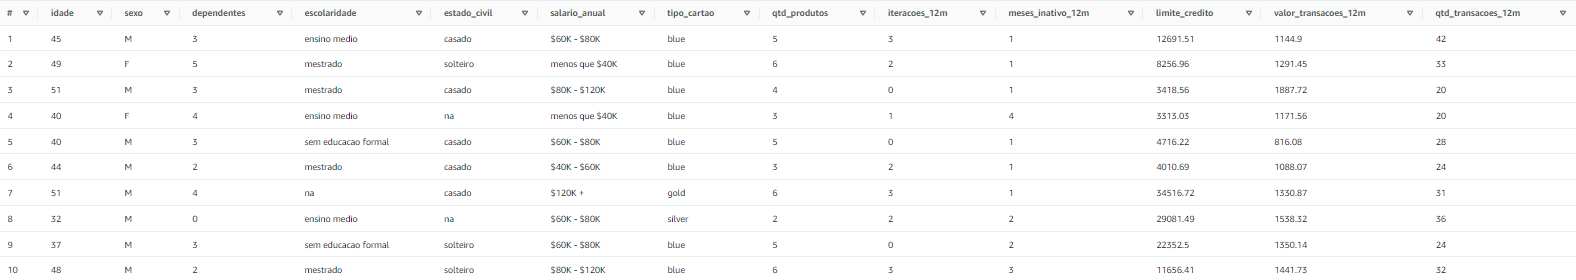 # idade sexo dependentes escolaridade estado_civil salario_anual tipo_cartao qtd_produtos iteracoes_12m meses_inativo_12m limite_credito valor_transacoes_12m qtd_transacoes_12m
1 45 M 3 ensino medio casado $60K - $80K blue 5 3 1 12691.51 1144.9 42
2 49 F 5 mestrado solteiro menos que $40K blue 6 2 1 8256.96 1291.45 33
3 51 M 3 mestrado casado $80K - $120K blue 4 0 1 3418.56 1887.72 20
4 40 F 4 ensino medio na menos que $40K blue 3 1 4 3313.03 1171.56 20
5 40 M 3 sem educacao formal casado $60K - $80K blue 5 0 1 4716.22 816.08 28
6 44 M 2 mestrado casado $40K - $60K blue 3 2 1 4010.69 1088.07 24
7 51 M 4 na casado $120K + gold 6 3 1 34516.72 1330.87 31
8 32 M 0 ensino medio na $60K - $80K silver 2 2 2 29081.49 1538.32 36
9 37 M 3 sem educacao formal solteiro $60K - $80K blue 5 0 2 22352.5 1350.14 24
10 48 M 2 mestrado solteiro $80K - $120K blue 6 3 3 11656.41 1441.73 32